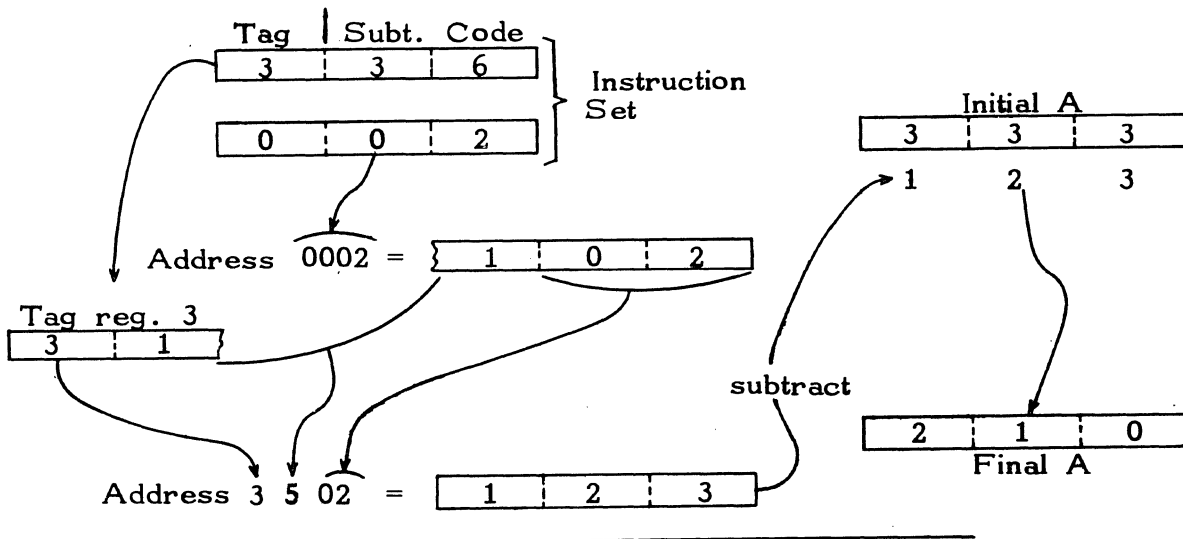 Tag | Subt. Code
3 3 6
Instruction
Set
0 0 2
Initial A
3 3 3
1 2 3
Address 0002 = 1 0 2
Tag reg. 3
3 1
subtract
2 1 0
Final A
Address 3 5 02 = 1 2 3